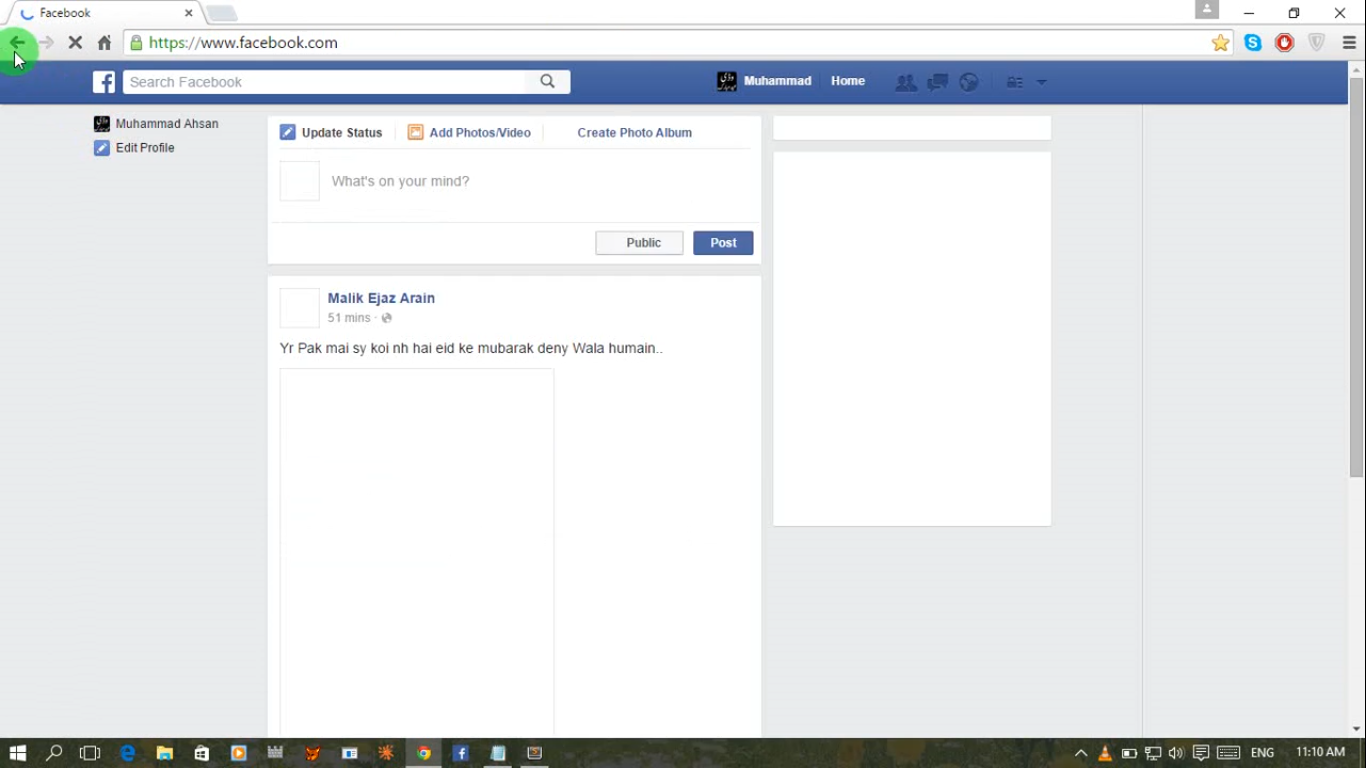 Facebook
https://www.facebook.com
Search Facebook
Muhammad
Home
Muhammad Ahsan
Edit Profile
Update Status
Add Photos/Video
Create Photo Album
What's on your mind?
Public
Post
Malik Ejaz Arain
51 mins ·
Yr Pak mai sy koi nh hai eid ke mubarak deny Wala humain..
ENG
11:10 AM